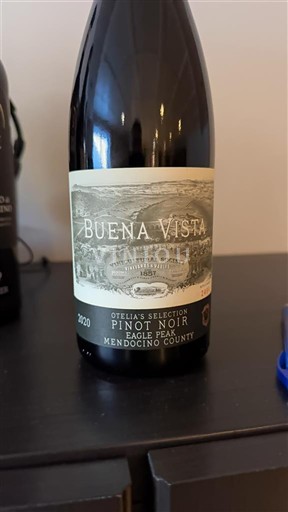 BUENA VISTA
1857
2020
OTELIA'S SELECTION
PINOT NOIR
EAGLE PEAK
MENDOCINO COUNTY